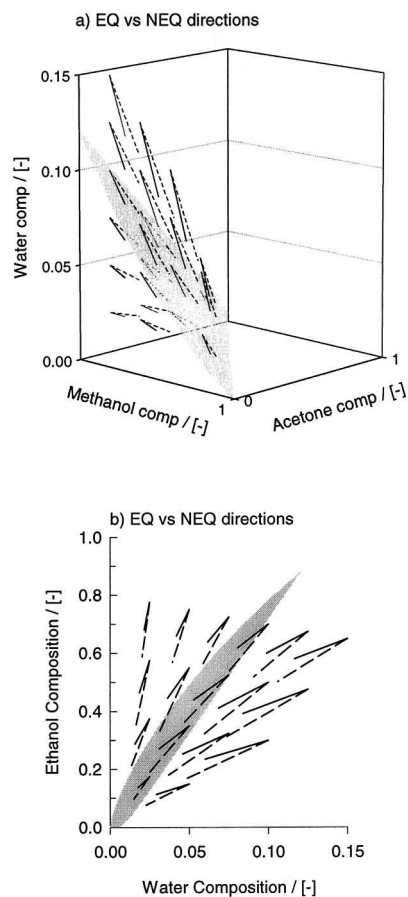 a) EQ vs NEQ directions
0.15
0.10
0.05
0.00
Water comp / [-]
Methanol comp / [-]
1
0
Acetone comp / [-]
1
b) EQ vs NEQ directions
1.0
0.8
0.6
0.4
0.2
0.0
Ethanol Composition / [-]
0.00 0.05 0.10 0.15
Water Composition / [-]